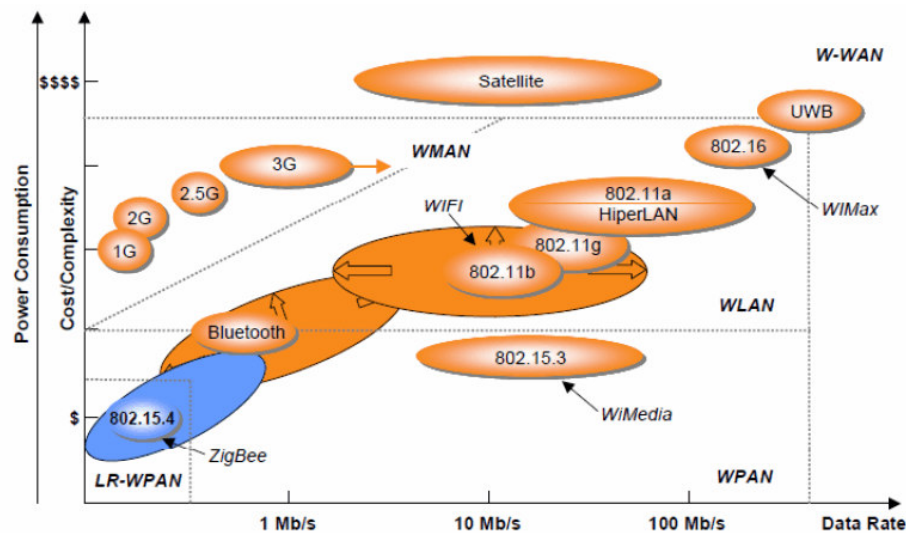 Power Consumption
Cost/Complexity
$$$$
$
W-WAN
Satellite
UWB
802.16
WMAN
3G
2.5G
2G
1G
802.11a
HiperLAN
WIMax
WIFI
802.11g
802.11b
WLAN
Bluetooth
802.15.3
WiMedia
802.15.4
ZigBee
LR-WPAN
WPAN
1 Mb/s
10 Mb/s
100 Mb/s
Data Rate